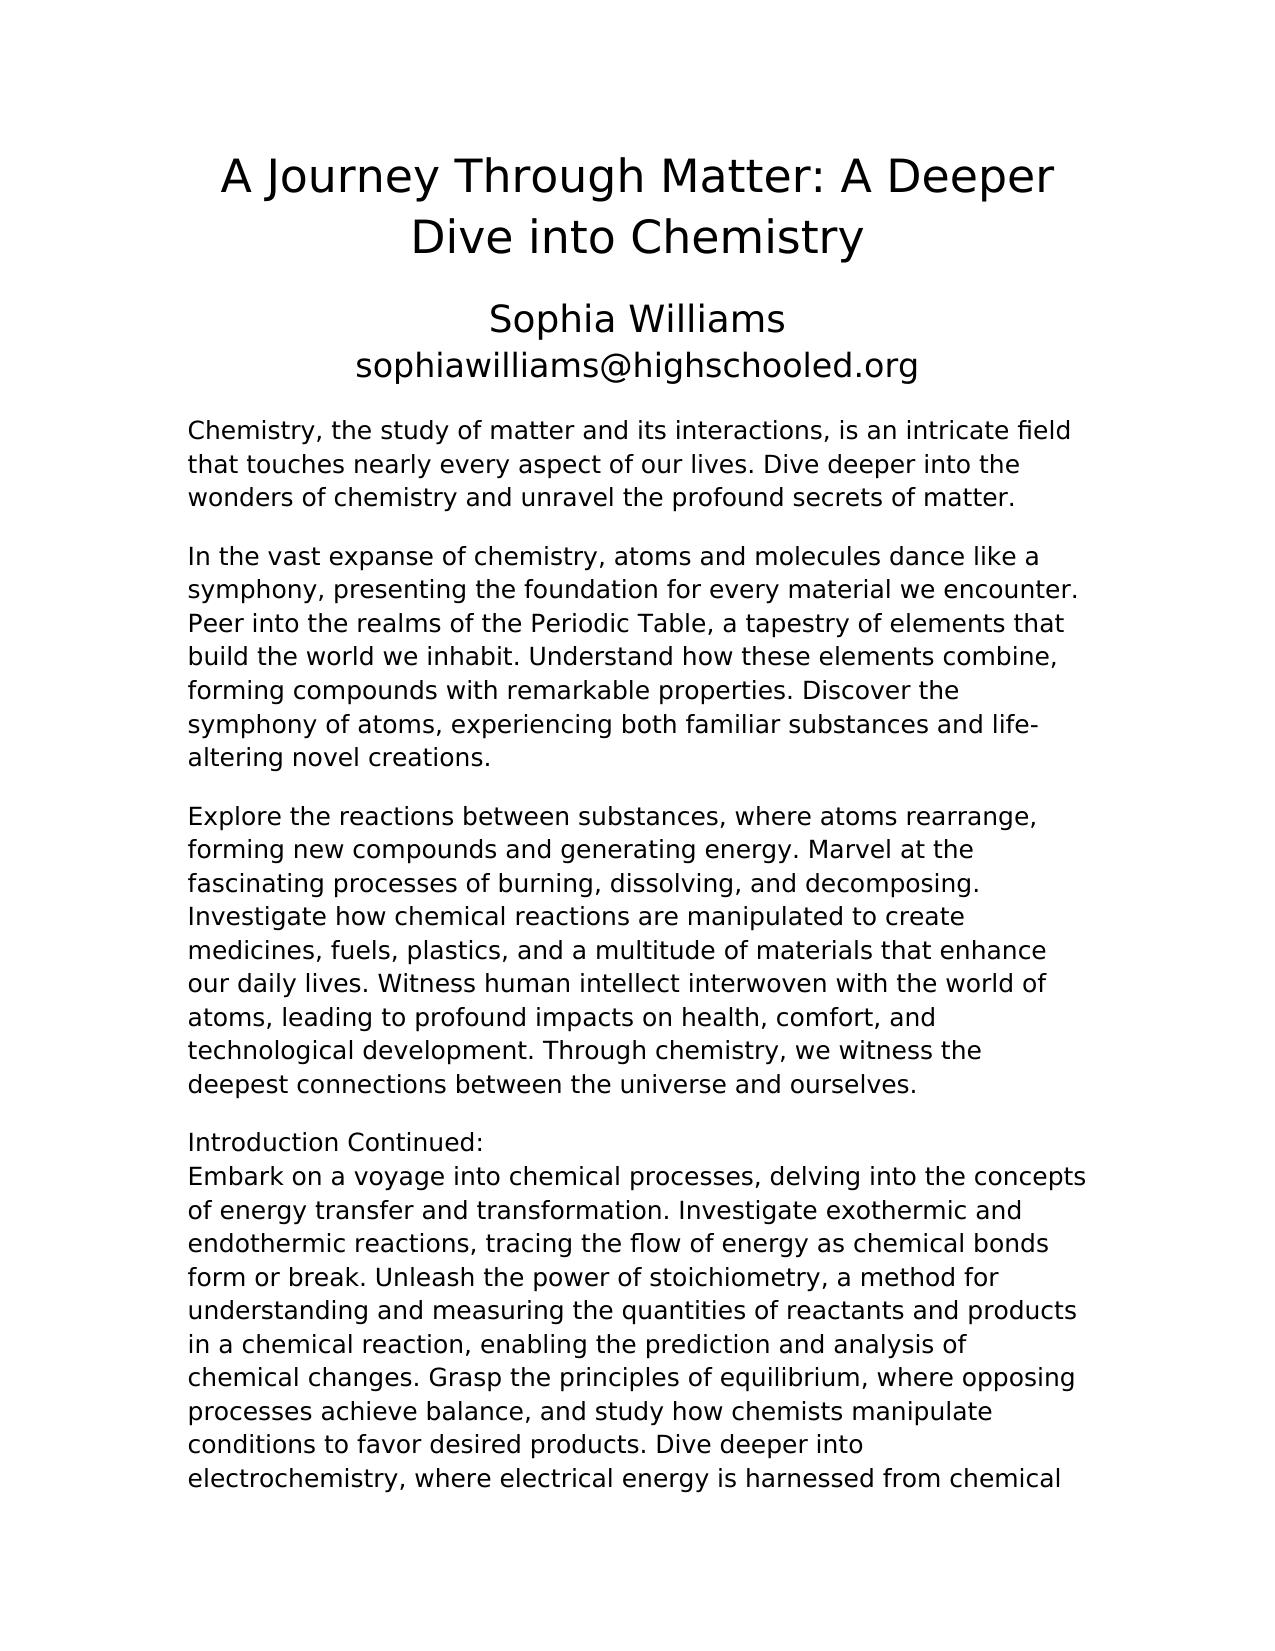 A Journey Through Matter: A Deeper
Dive into Chemistry
Sophia Williams
sophiawilliams@highschooled.org
Chemistry, the study of matter and its interactions, is an intricate field
that touches nearly every aspect of our lives. Dive deeper into the
wonders of chemistry and unravel the profound secrets of matter.
In the vast expanse of chemistry, atoms and molecules dance like a
symphony, presenting the foundation for every material we encounter.
Peer into the realms of the Periodic Table, a tapestry of elements that
build the world we inhabit. Understand how these elements combine,
forming compounds with remarkable properties. Discover the
symphony of atoms, experiencing both familiar substances and life-
altering novel creations.
Explore the reactions between substances, where atoms rearrange,
forming new compounds and generating energy. Marvel at the
fascinating processes of burning, dissolving, and decomposing.
Investigate how chemical reactions are manipulated to create
medicines, fuels, plastics, and a multitude of materials that enhance
our daily lives. Witness human intellect interwoven with the world of
atoms, leading to profound impacts on health, comfort, and
technological development. Through chemistry, we witness the
deepest connections between the universe and ourselves.
Introduction Continued:
Embark on a voyage into chemical processes, delving into the concepts
of energy transfer and transformation. Investigate exothermic and
endothermic reactions, tracing the flow of energy as chemical bonds
form or break. Unleash the power of stoichiometry, a method for
understanding and measuring the quantities of reactants and products
in a chemical reaction, enabling the prediction and analysis of
chemical changes. Grasp the principles of equilibrium, where opposing
processes achieve balance, and study how chemists manipulate
conditions to favor desired products. Dive deeper into
electrochemistry, where electrical energy is harnessed from chemical